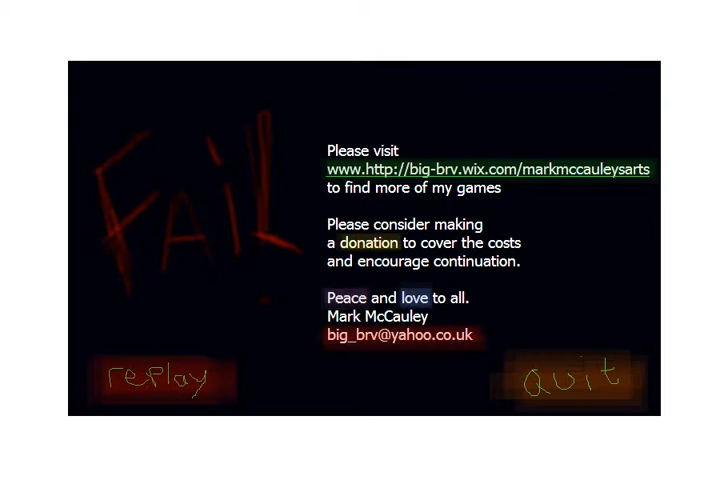 FAil
Please visit
www.http://big-brv.wix.com/markmccauleysarts
to find more of my games
Please consider making
a donation to cover the costs
and encourage continuation.
Peace and love to all.
Mark McCauley
big_brv@yahoo.co.uk
replay
quit